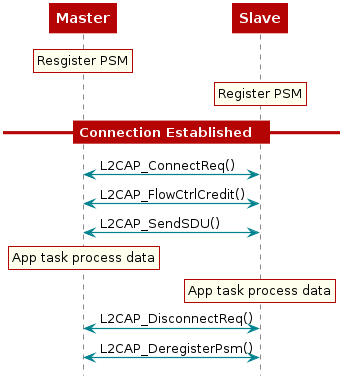 Master
Slave
Resgister PSM
Register PSM
Connection Established
L2CAP_ConnectReq()
L2CAP_FlowCtrlCredit()
L2CAP_SendSDU()
App task process data
App task process data
L2CAP_DisconnectReq()
L2CAP_DeregisterPsm()